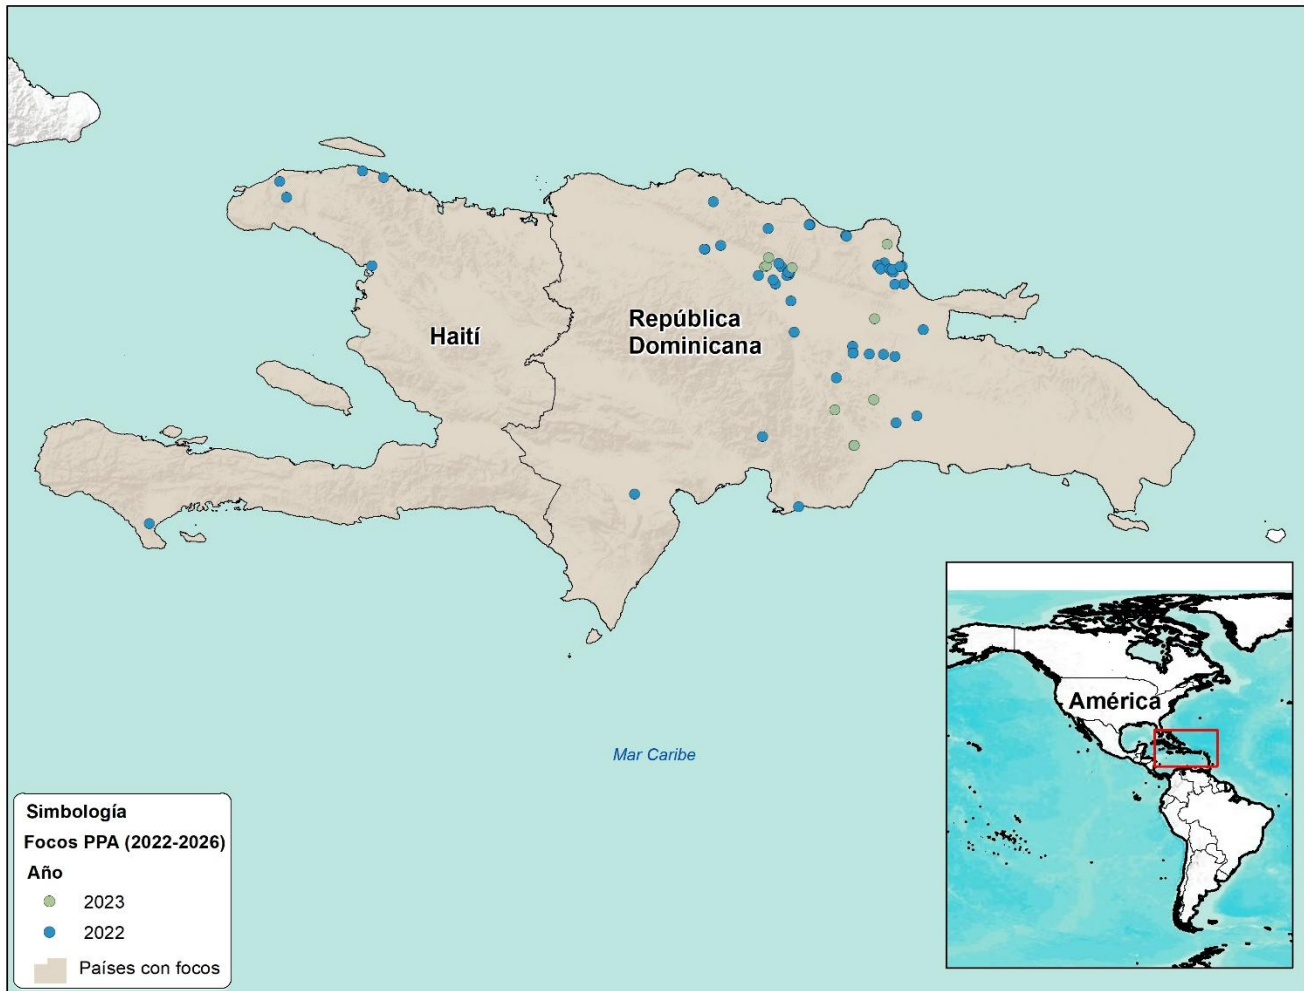 Haití
República
Dominicana
Mar Caribe
América
Simbología
Focos PPA (2022-2026)
Año
2023
2022
Países con focos